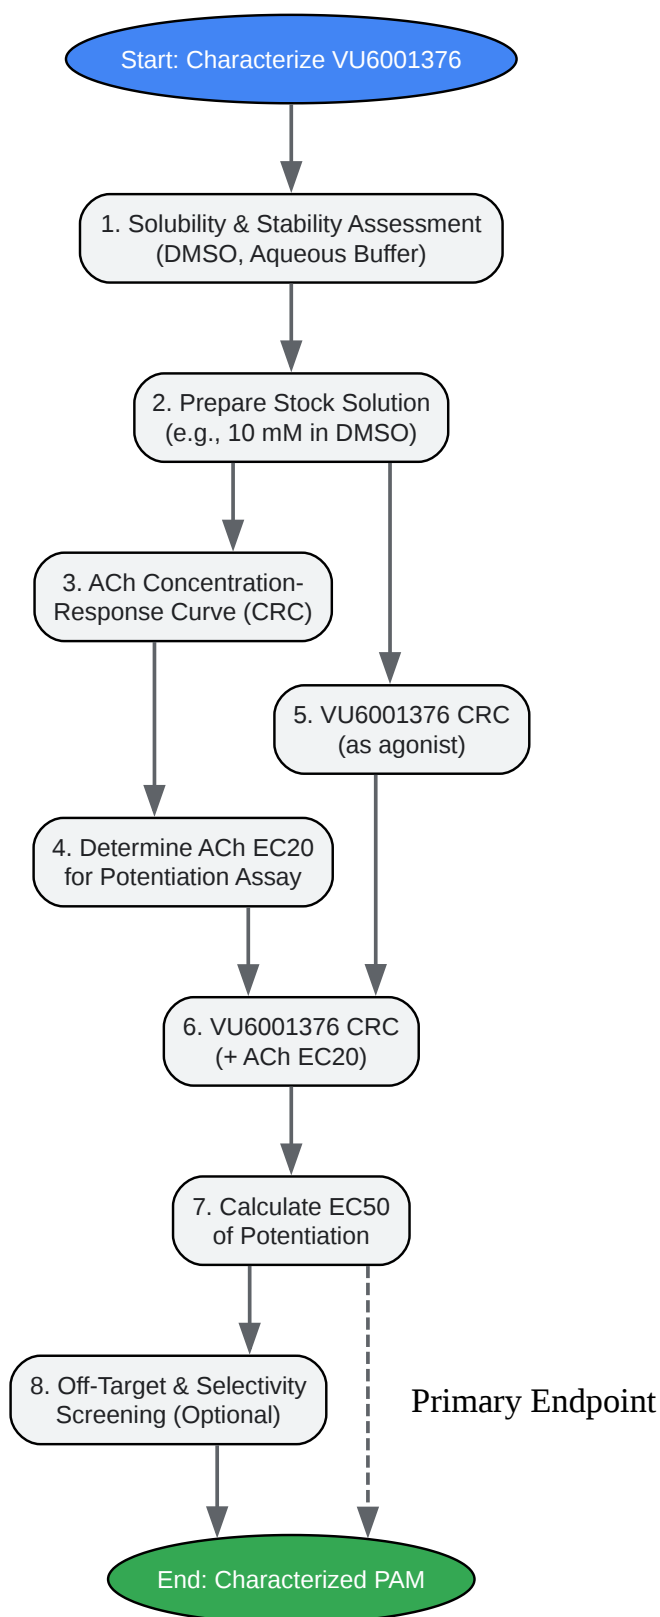 Start: Characterize VU6001376
1. Solubility & Stability Assessment
(DMSO, Aqueous Buffer)
2. Prepare Stock Solution
(e.g., 10 mM in DMSO)
3. ACh Concentration-
Response Curve (CRC)
5. VU6001376 CRC
(as agonist)
4. Determine ACh EC20
for Potentiation Assay
6. VU6001376 CRC
(+ ACh EC20)
7. Calculate EC50
of Potentiation
8. Off-Target & Selectivity
Screening (Optional)
Primary Endpoint
End: Characterized PAM